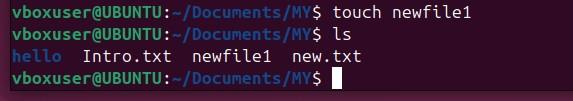 vboxuser@UBUNTU:~/Documents/MY$ touch newfile1
vboxuser@UBUNTU:~/Documents/MY$ ls
hello  Intro.txt  newfile1  new.txt
vboxuser@UBUNTU:~/Documents/MY$